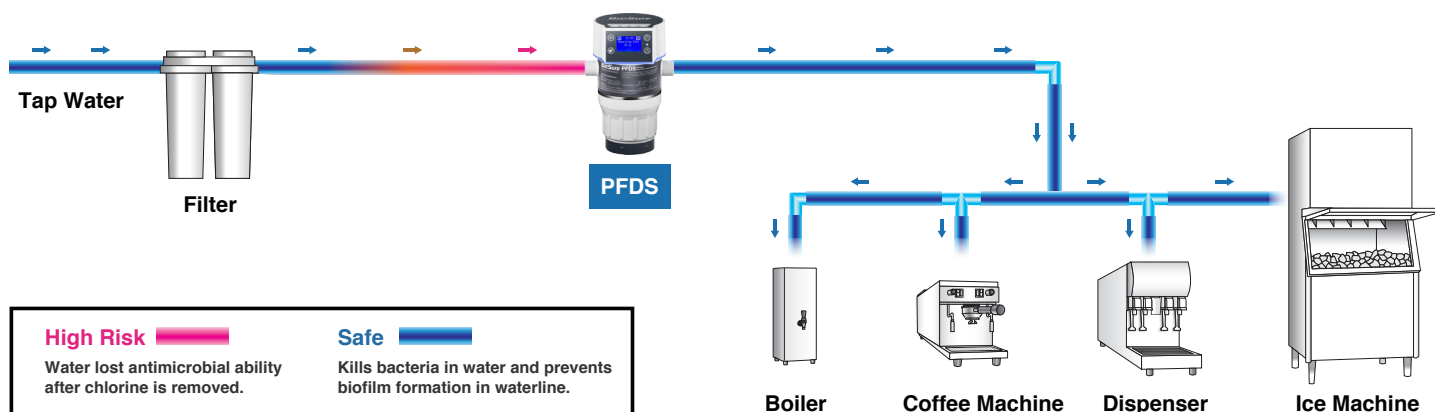 Tap Water
Filter
PFDS
High Risk
Water lost antimicrobial ability
after chlorine is removed.
Safe
Kills bacteria in water and prevents
biofilm formation in waterline.
Boiler
Coffee Machine
Dispenser
Ice Machine